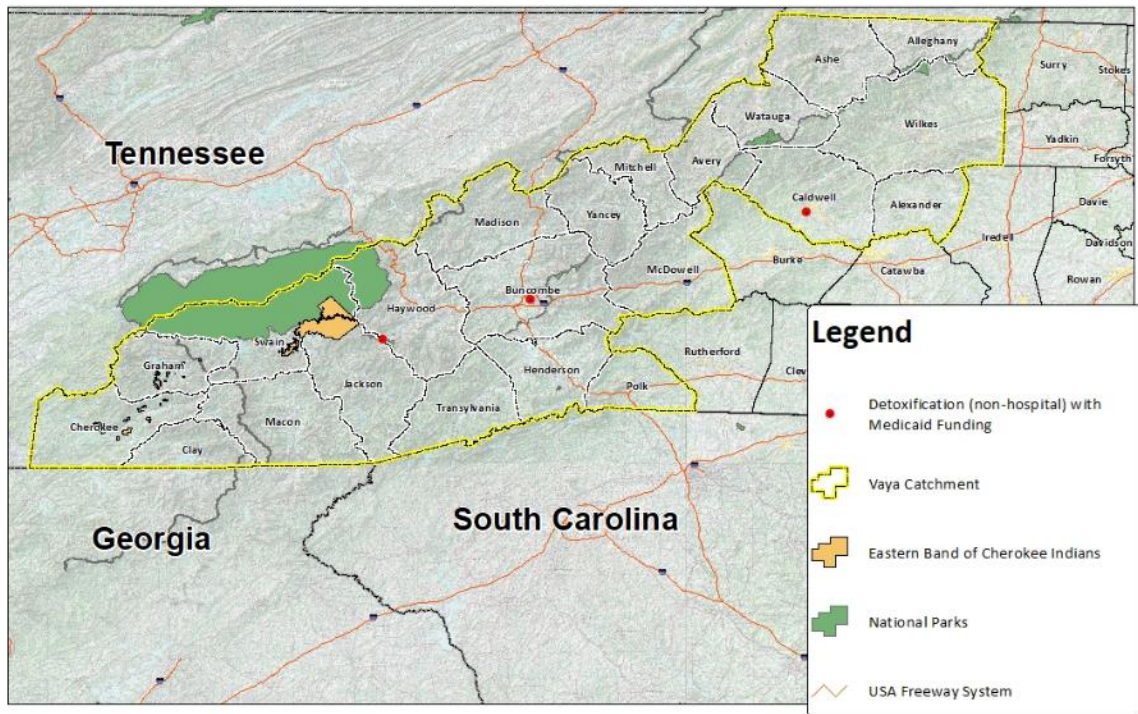 Alleghany
Ashe
Surry
Stokes
Watauga
Wilkes
Yadkin
Forsyth
Tennessee
Mitchell
Avery
Caldwell
Alexander
Davie
Madison
Yancey
Iredell
Davidson
McDowell
Burke
Catawba
Rowan
Buncombe
Haywood
Swain
Graham
Rutherford
Clev
Henderson
Jackson
Polk
Transylvania
Cherokee
Macon
Clay
Georgia
South Carolina
Legend
Detoxification (non-hospital) with
Medicaid Funding
Vaya Catchment
Eastern Band of Cherokee Indians
National Parks
USA Freeway System